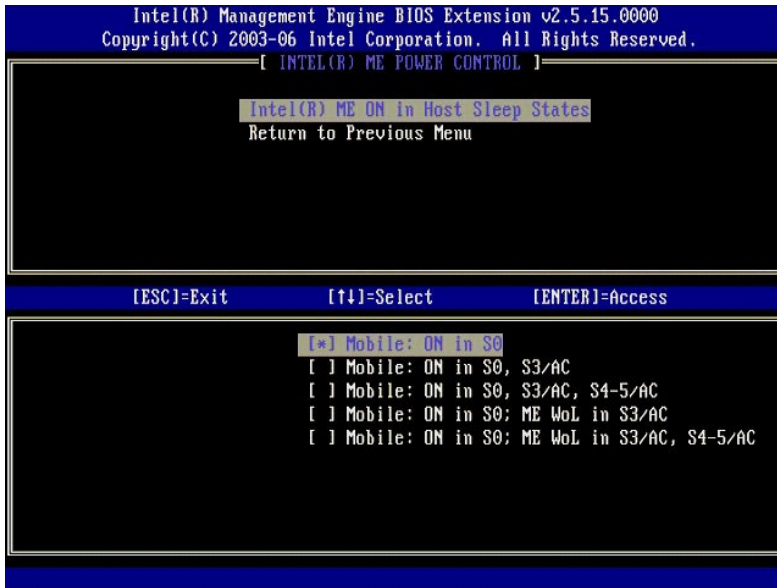 Intel(R) Management Engine BIOS Extension v2.5.15.0000
Copyright(C) 2003-06 Intel Corporation. All Rights Reserved.
[ INTEL(R) ME POWER CONTROL ]
Intel(R) ME ON in Host Sleep States
Return to Previous Menu
[ESC]=Exit [↑↓]=Select [ENTER]=Access
[*] Mobile: ON in S0
[ ] Mobile: ON in S0, S3/AC
[ ] Mobile: ON in S0, S3/AC, S4-5/AC
[ ] Mobile: ON in S0; ME WoL in S3/AC
[ ] Mobile: ON in S0; ME WoL in S3/AC, S4-5/AC